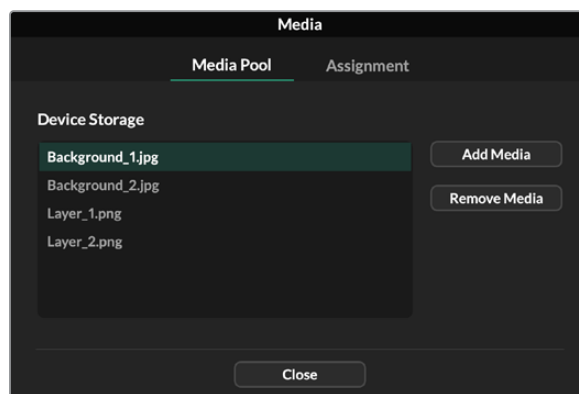 Media
Media Pool
Assignment
Device Storage
Background_1.jpg
Add Media
Background_2.jpg
Remove Media
Layer_1.png
Layer_2.png
Close